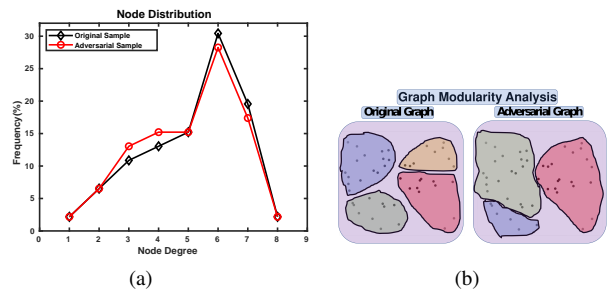 Node Distribution
Original Sample
Adversarial Sample
Frequency(%)
30
25
20
15
10
5
0
0 1 2 3 4 5 6 7 8 9
Node Degree
(a)
Graph Modularity Analysis
Original Graph Adversarial Graph
(b)